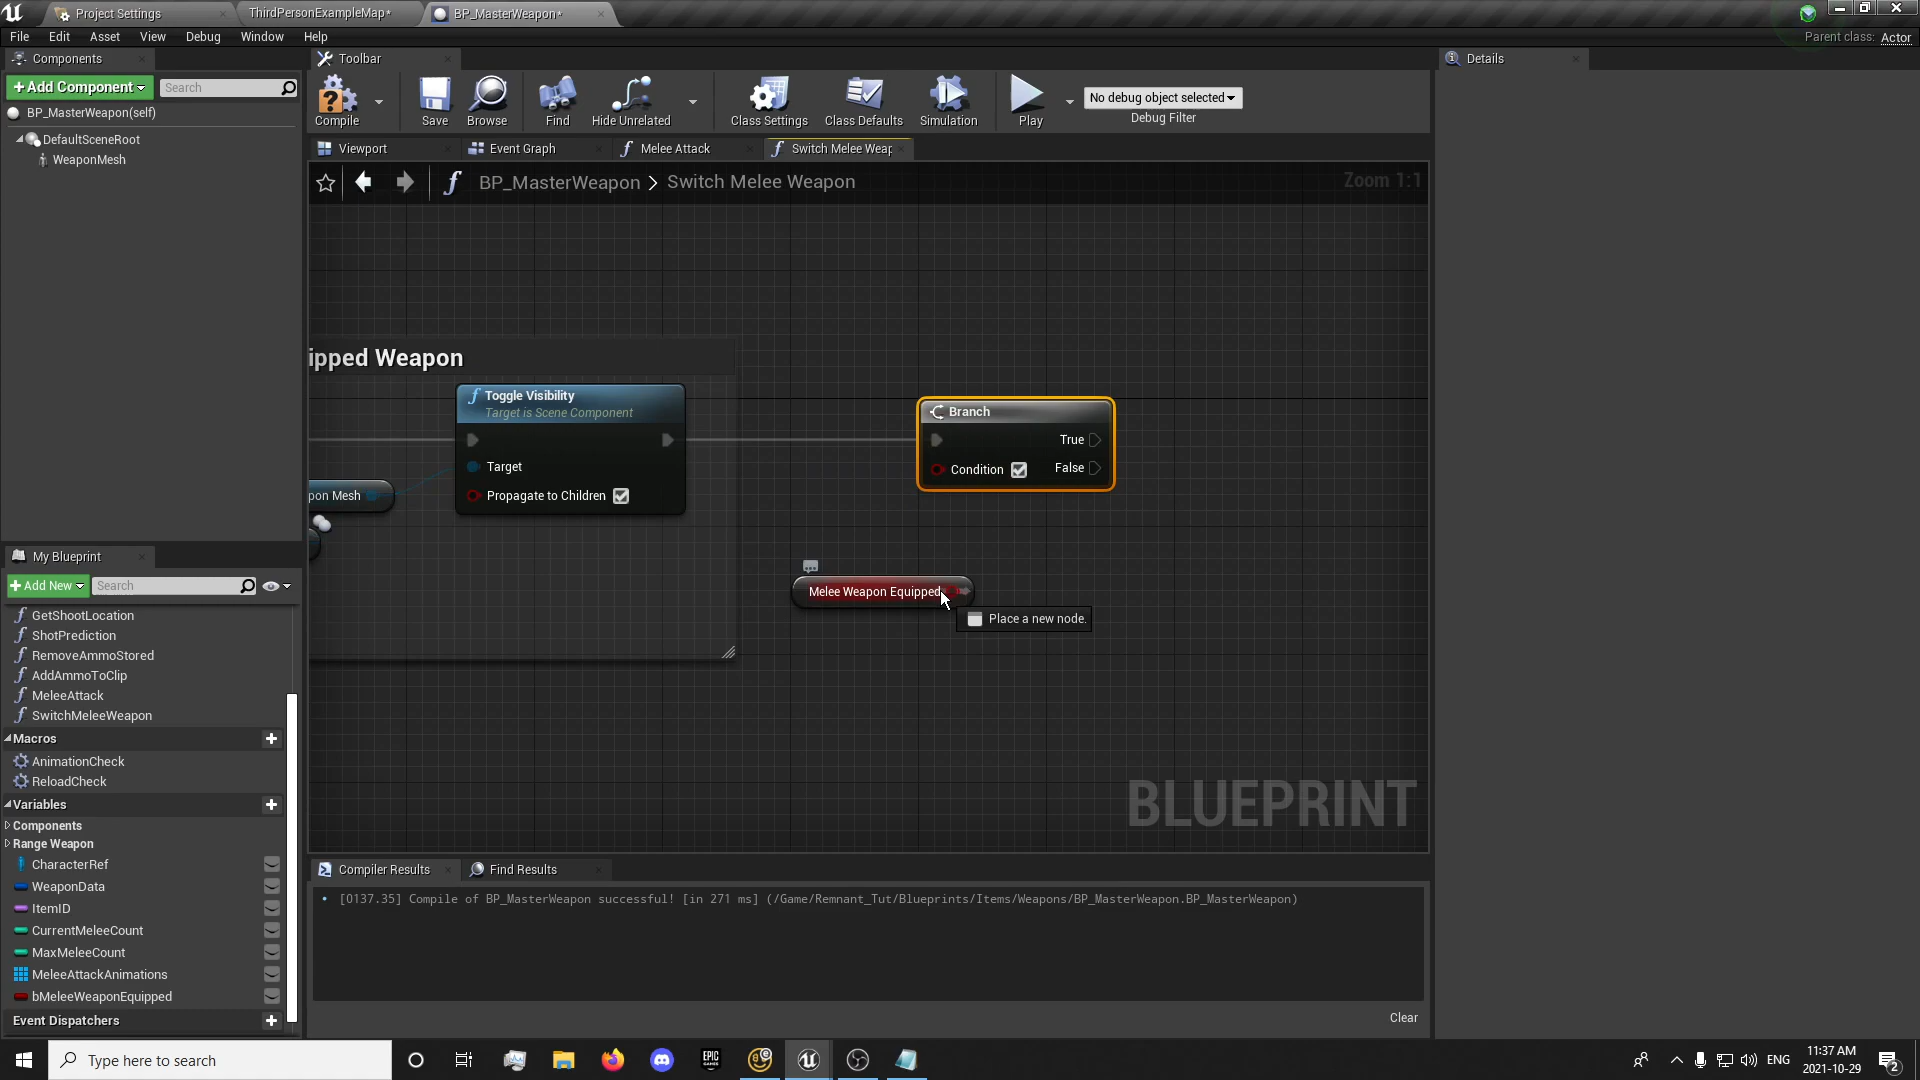 Project Settings
ThirdPersonExampleMap*
BP_MasterWeapon*
File Edit Asset View Debug Window Help
Parent class: Actor
Components
Toolbar
Details
+Add Component
Search
BP_MasterWeapon(self)
DefaultSceneRoot
WeaponMesh
Compile
Save
Browse
Find
Hide Unrelated
Class Settings
Class Defaults
Simulation
Play
No debug object selected
Debug Filter
Viewport
Event Graph
Melee Attack
Switch Melee Weap
BP_MasterWeapon > Switch Melee Weapon
Zoom 1:1
ipped Weapon
Toggle Visibility
Target is Scene Component
Target
Propagate to Children
pon Mesh
Branch
True
Condition
False
Melee Weapon Equipped
Place a new node.
BLUEPRINT
My Blueprint
+Add New
Search
GetShootLocation
ShotPrediction
RemoveAmmoStored
AddAmmoToClip
MeleeAttack
SwitchMeleeWeapon
Macros
AnimationCheck
ReloadCheck
Variables
Components
Range Weapon
CharacterRef
WeaponData
ItemID
CurrentMeleeCount
MaxMeleeCount
MeleeAttackAnimations
bMeleeWeaponEquipped
Event Dispatchers
Compiler Results
Find Results
[0137.35] Compile of BP_MasterWeapon successful! [in 271 ms] (/Game/Remnant_Tut/Blueprints/Items/Weapons/BP_MasterWeapon.BP_MasterWeapon)
Clear
Type here to search
EPIC GAMES
ENG
11:37 AM
2021-10-29
2